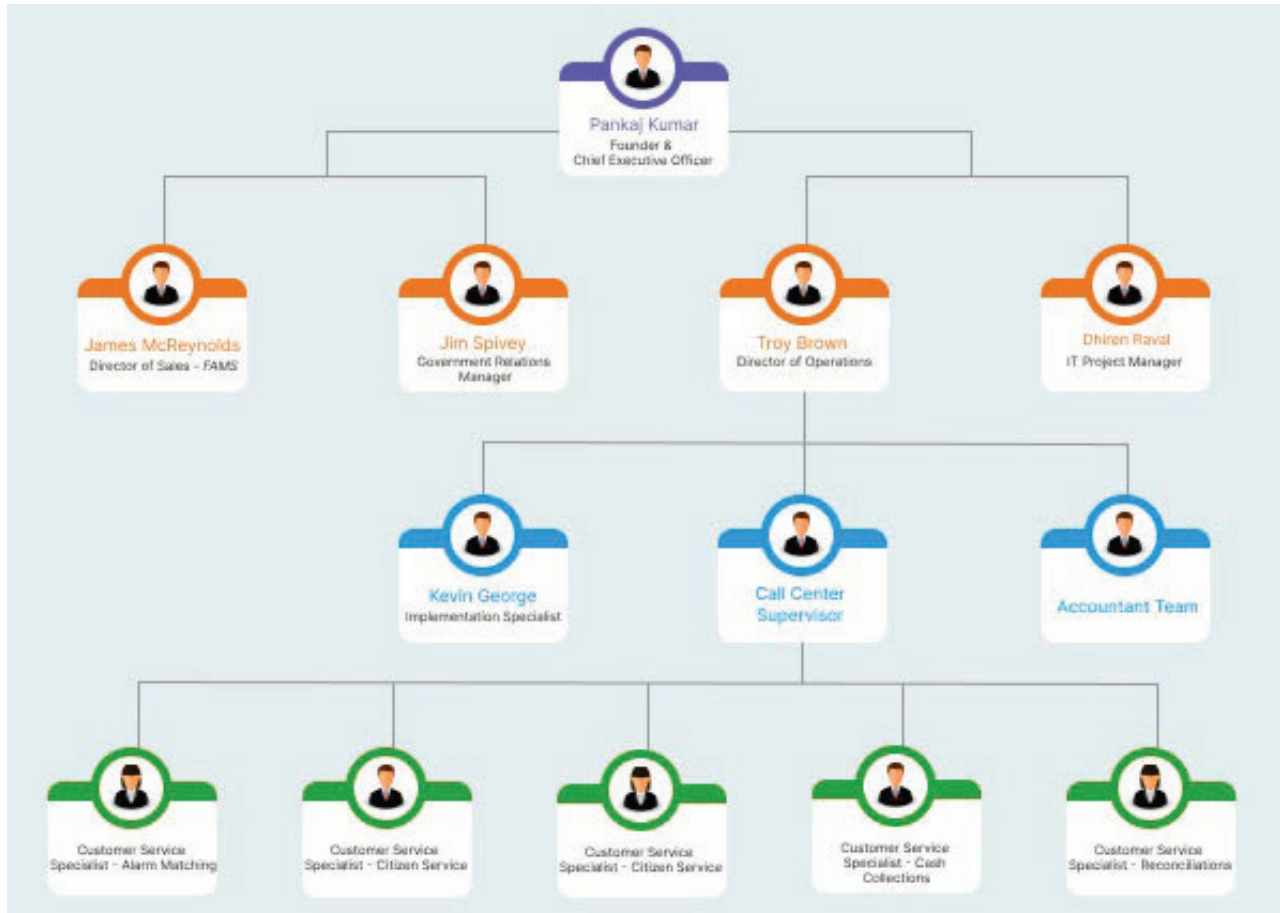 Pankaj Kumar
Founder &
Chief Executive Officer
James McReynolds
Director of Sales - FAMS
Jim Spivey
Government Relations
Manager
Troy Brown
Director of Operations
Dhiren Raval
IT Project Manager
Kevin George
Implementation Specialist
Call Center
Supervisor
Accountant Team
Customer Service
Specialist - Alarm Matching
Customer Service
Specialist - Citizen Service
Customer Service
Specialist - Citizen Service
Customer Service
Specialist - Cash
Collections
Customer Service
Specialist - Reconciliations